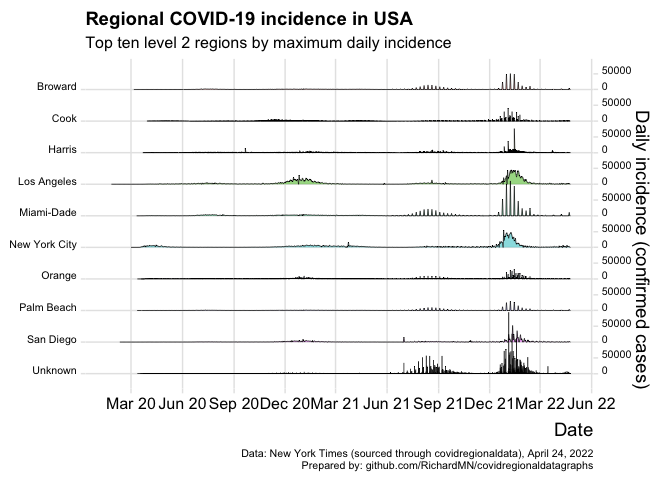 Regional COVID-19 incidence in USA
Top ten level 2 regions by maximum daily incidence
Broward
50000
0
Cook
50000
0
Harris
50000
0
Los Angeles
50000
0
Miami-Dade
50000
0
New York City
50000
0
Orange
50000
0
Palm Beach
50000
0
San Diego
50000
0
Unknown
50000
0
Daily incidence (confirmed cases)
Mar 20 Jun 20 Sep 20 Dec 20 Mar 21 Jun 21 Sep 21 Dec 21 Mar 22 Jun 22
Date
Data: New York Times (sourced through covidregionaldata), April 24, 2022
Prepared by: github.com/RichardMN/covidregionaldatagraphs